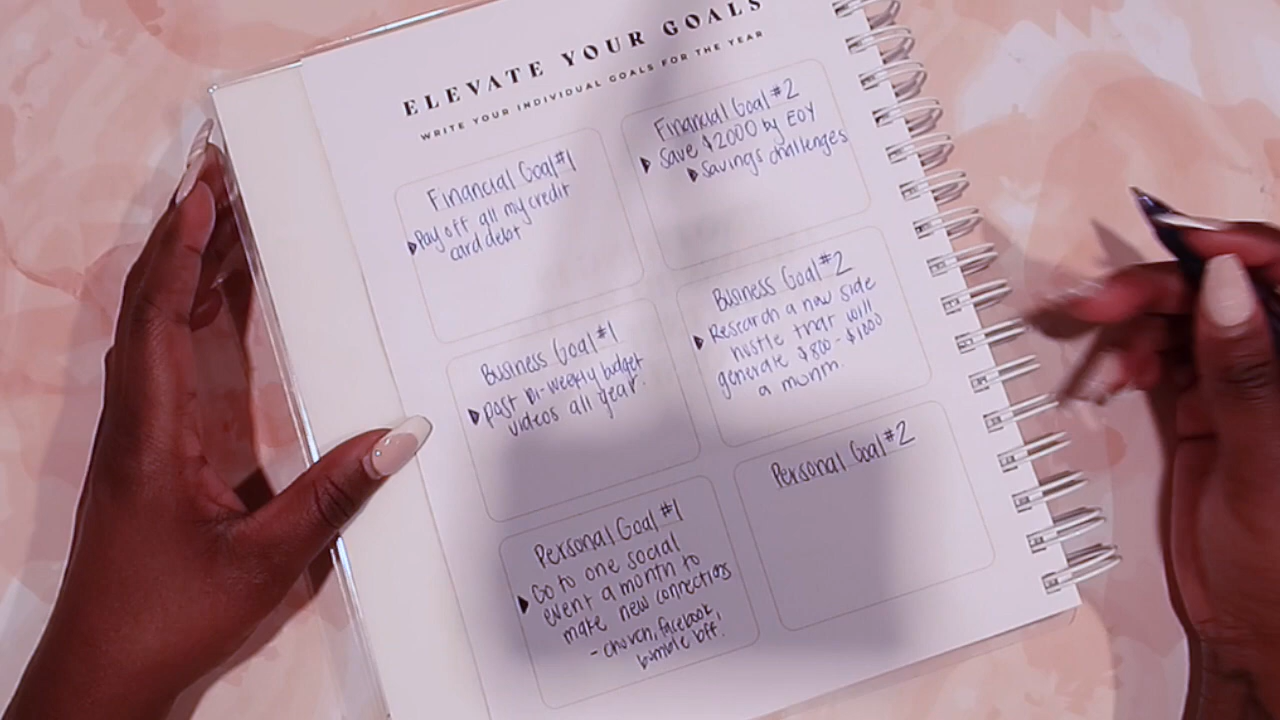 ELEVATE YOUR GOALS
WRITE YOUR INDIVIDUAL GOALS FOR THE YEAR
Financial Goal #1
Pay off all my credit
card debt
Financial Goal #2
Save $2000 by EOY
Savings challenges
Business Goal #1
post bi-weekly budget
videos all year.
Business Goal #2
Research a new side
hustle that will
generate $800 - $1000
a month.
Personal Goal #1
Go to one social
event a month to
make new connections
- church, facebook,
bumble bff!
Personal Goal #2